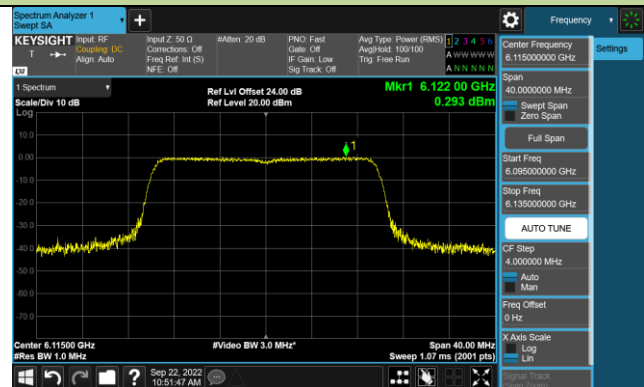 Spectrum Analyzer 1
Swept SA
Frequency
KEYSIGHT
T
LXI
Input: RF
Coupling: DC
Align: Auto
Input Z: 50 Ω
Corrections: Off
Freq Ref: Int (S)
NFE: Off
#Atten: 20 dB
PNO: Fast
Gate: Off
IF Gain: Low
Sig Track: Off
Avg Type: Power (RMS)
Avg|Hold: 100/100
Trig: Free Run
1 2 3 4 5 6
A W W W W W
A N N N N N
1 Spectrum
Scale/Div 10 dB
Log
Ref Lvl Offset 24.00 dB
Ref Level 20.00 dBm
Mkr1 6.122 00 GHz
0.293 dBm
1
10.0
0.00
-10.0
-20.0
-30.0
-40.0
-50.0
-60.0
-70.0
Center 6.11500 GHz
#Res BW 1.0 MHz
#Video BW 3.0 MHz*
Span 40.00 MHz
Sweep 1.07 ms (2001 pts)
Center Frequency
6.115000000 GHz
Settings
Span
40.0000000 MHz
Swept Span
Zero Span
Full Span
Start Freq
6.095000000 GHz
Stop Freq
6.135000000 GHz
AUTO TUNE
CF Step
4.000000 MHz
Auto
Man
Freq Offset
0 Hz
X Axis Scale
Log
Lin
Signal Track
(Span Zoom)
Sep 22, 2022
10:51:47 AM